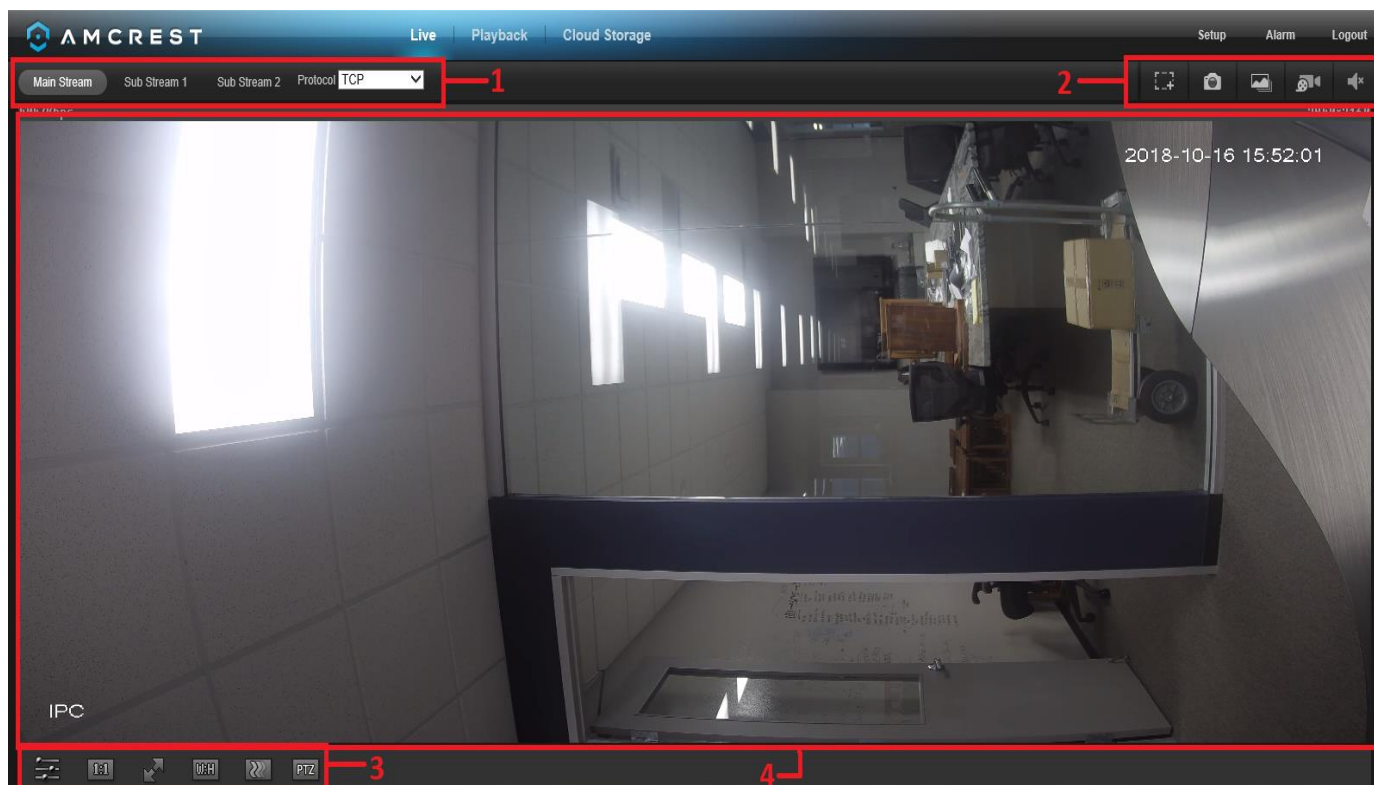 AMCREST
Live Playback Cloud Storage
Setup Alarm Logout
Main Stream Sub Stream 1 Sub Stream 2 Protocol TCP
1
2
2018-10-16 15:52:01
IPC
1:1 W:H PTZ
3
4